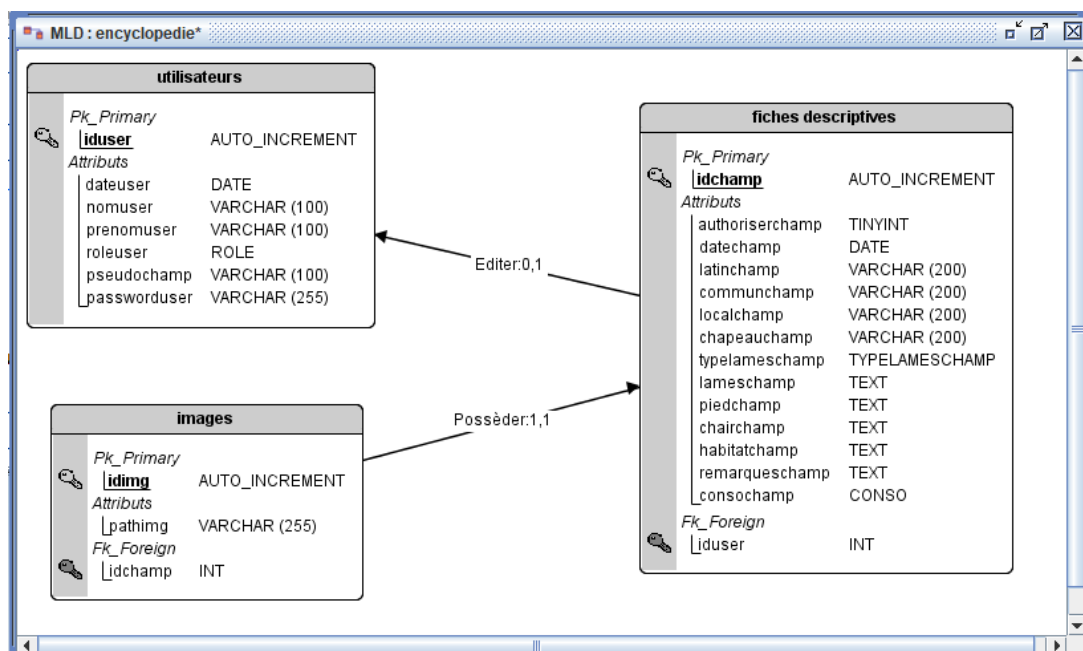 MLD : encyclopedie*
utilisateurs
Pk_Primary
iduser AUTO_INCREMENT
Attributs
dateuser DATE
nomuser VARCHAR (100)
prenomuser VARCHAR (100)
roleuser ROLE
pseudochamp VARCHAR (100)
passworduser VARCHAR (255)
fiches descriptives
Pk_Primary
idchamp AUTO_INCREMENT
Attributs
authoriserchamp TINYINT
datechamp DATE
latinchamp VARCHAR (200)
communchamp VARCHAR (200)
localchamp VARCHAR (200)
chapeauchamp VARCHAR (200)
typelameschamp TYPELAMESCHAMP
lameschamp TEXT
piedchamp TEXT
chairchamp TEXT
habitatchamp TEXT
remarqueschamp TEXT
consochamp CONSO
Fk_Foreign
iduser INT
Editer:0,1
Possèder:1,1
images
Pk_Primary
idimg AUTO_INCREMENT
Attributs
pathimg VARCHAR (255)
Fk_Foreign
idchamp INT